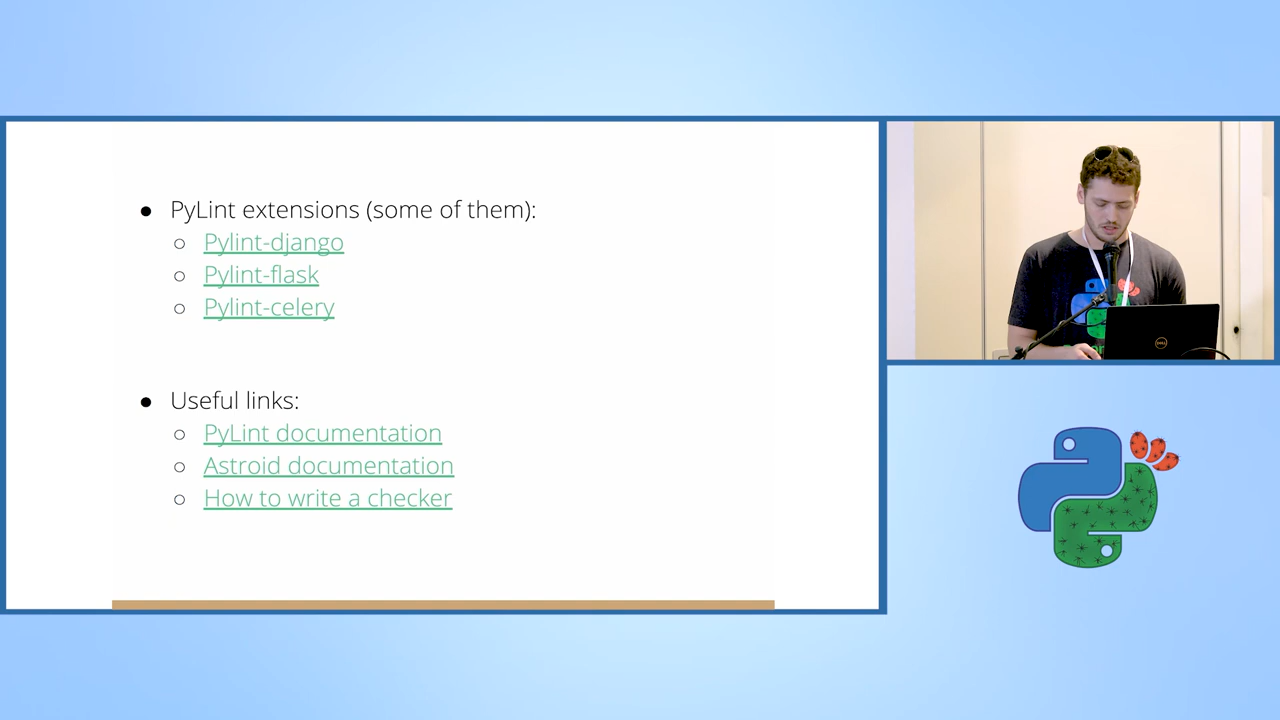 ● PyLint extensions (some of them):
○ Pylint-django
○ Pylint-flask
○ Pylint-celery
● Useful links:
○ PyLint documentation
○ Astroid documentation
○ How to write a checker
DELL